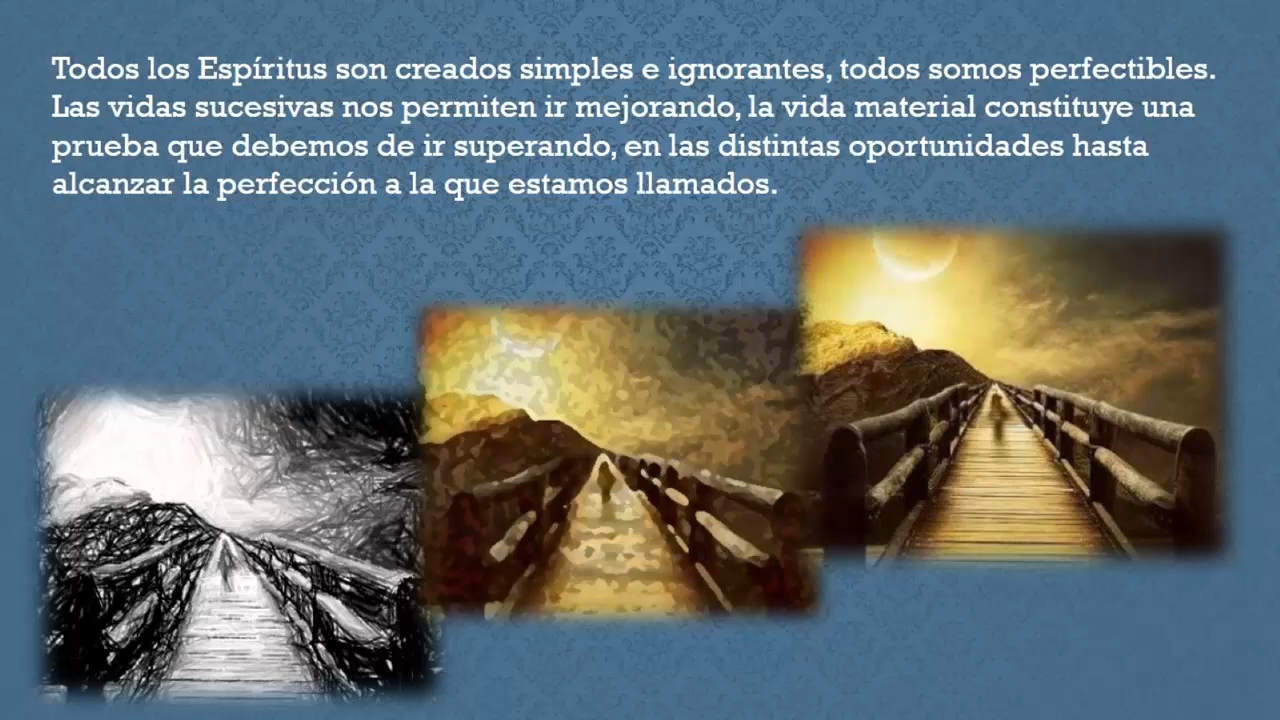 Todos los Espíritus son creados simples e ignorantes, todos somos perfectibles.
Las vidas sucesivas nos permiten ir mejorando, la vida material constituye una
prueba que debemos de ir superando, en las distintas oportunidades hasta
alcanzar la perfección a la que estamos llamados.